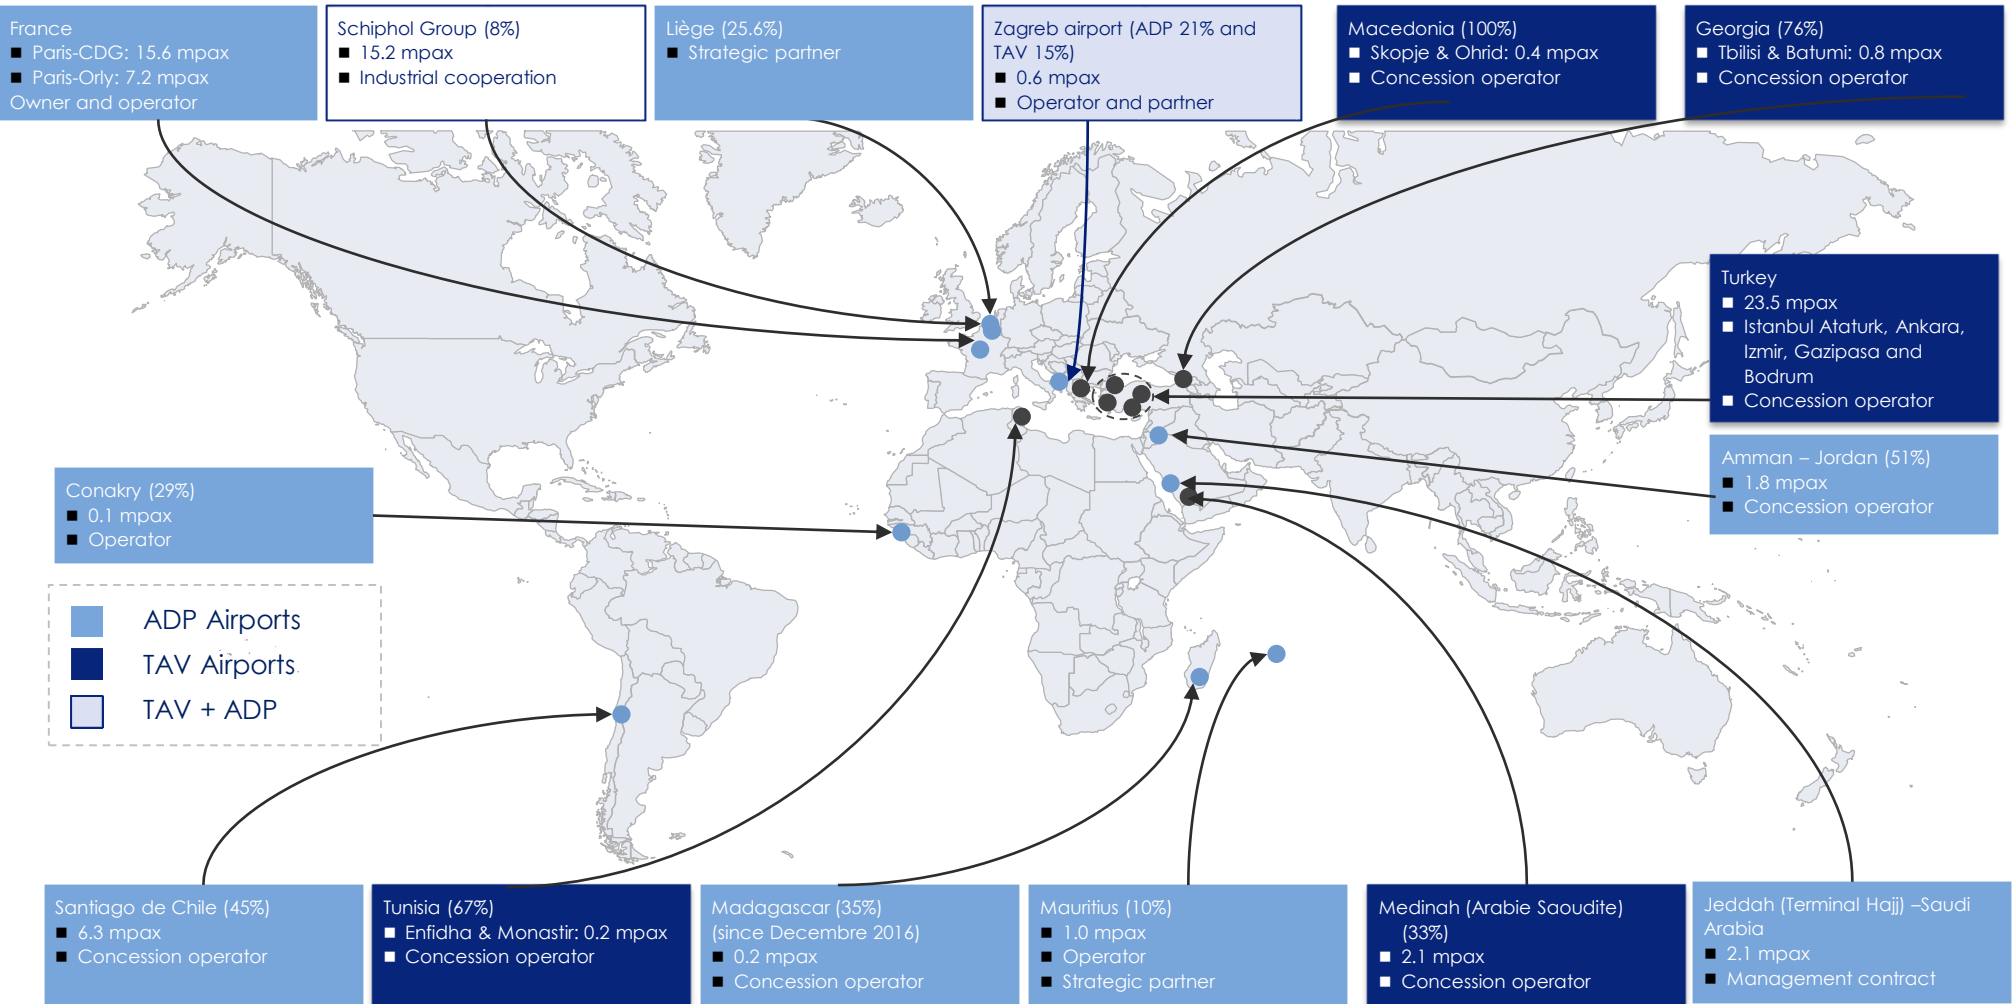 France
Paris-CDG: 15.6 mpax
Paris-Orly: 7.2 mpax
Owner and operator
Schiphol Group (8%)
15.2 mpax
Industrial cooperation
Liège (25.6%)
Strategic partner
Zagreb airport (ADP 21% and
TAV 15%)
0.6 mpax
Operator and partner
Macedonia (100%)
Skopje & Ohrid: 0.4 mpax
Concession operator
Georgia (76%)
Tbilisi & Batumi: 0.8 mpax
Concession operator
Turkey
23.5 mpax
Istanbul Ataturk, Ankara,
Izmir, Gazipasa and
Bodrum
Concession operator
Amman – Jordan (51%)
1.8 mpax
Concession operator
Conakry (29%)
0.1 mpax
Operator
ADP Airports
TAV Airports
TAV + ADP
Santiago de Chile (45%)
6.3 mpax
Concession operator
Tunisia (67%)
Enfidha & Monastir: 0.2 mpax
Concession operator
Madagascar (35%)
(since Decembre 2016)
0.2 mpax
Concession operator
Mauritius (10%)
1.0 mpax
Operator
Strategic partner
Medinah (Arabie Saoudite)
(33%)
2.1 mpax
Concession operator
Jeddah (Terminal Hajj) –Saudi
Arabia
2.1 mpax
Management contract